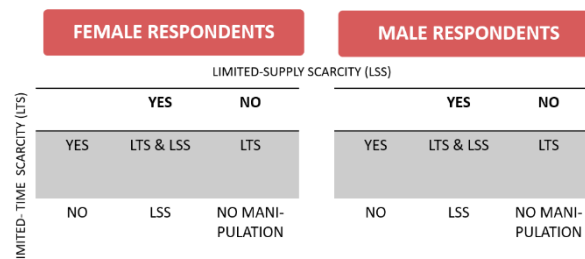 FEMALE RESPONDENTS MALE RESPONDENTS
LIMITED-SUPPLY SCARCITY (LSS)
YES NO YES NO
YES LTS & LSS LTS YES LTS & LSS LTS
NO LSS NO MANI- NO LSS NO MANI-
PULATION PULATION
IMITED- TIME SCARCITY (LTS)